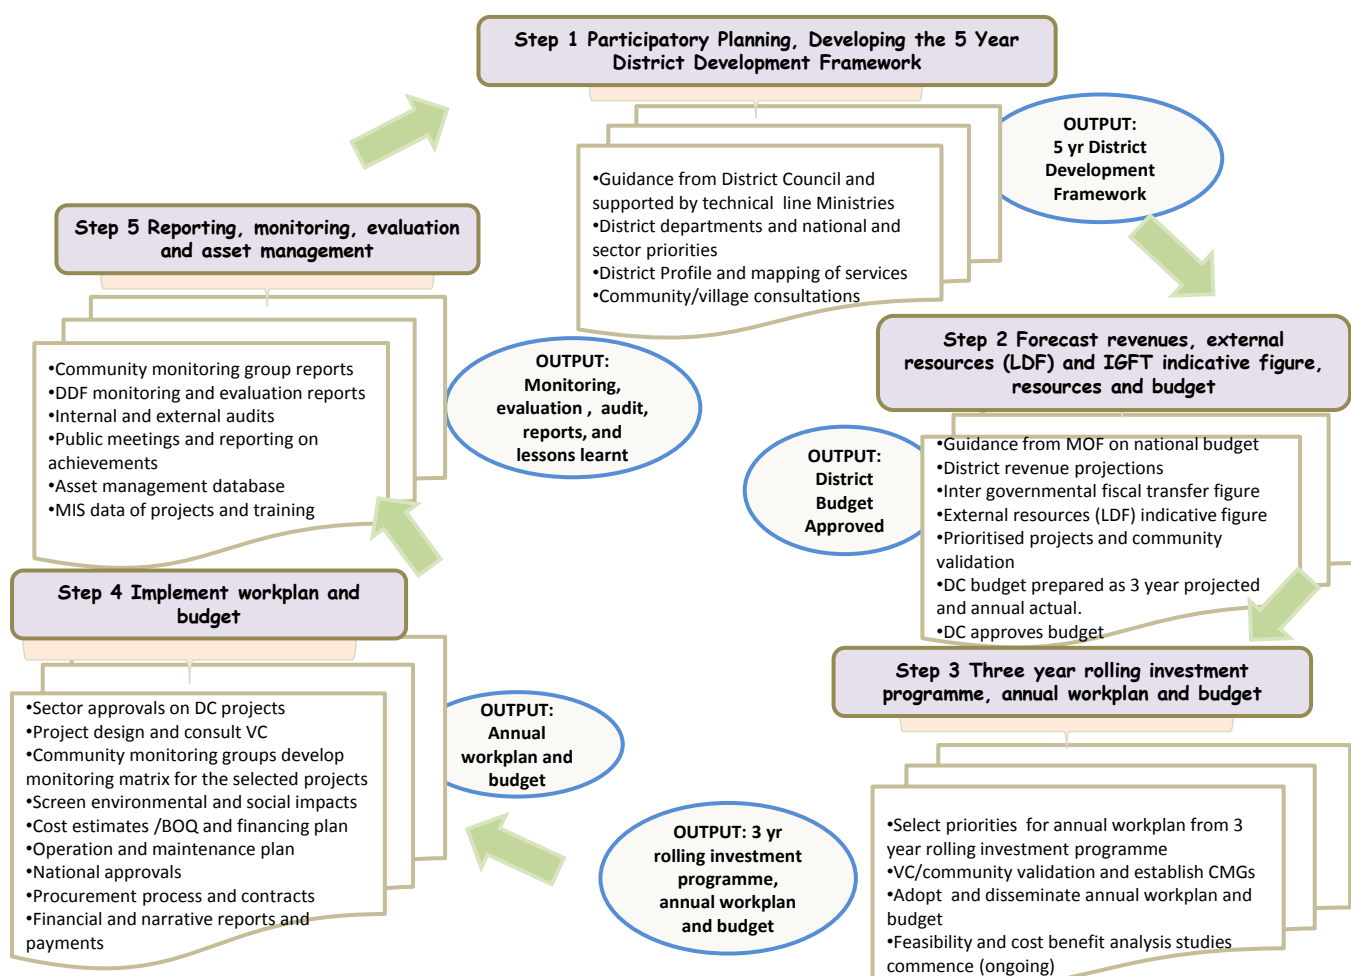 Step 1 Participatory Planning, Developing the 5 Year
District Development Framework
•Guidance from District Council and
supported by technical line Ministries
•District departments and national and
sector priorities
•District Profile and mapping of services
•Community/village consultations
OUTPUT:
5 yr District
Development
Framework
Step 2 Forecast revenues, external
resources (LDF) and IGFT indicative figure,
resources and budget
•Guidance from MOF on national budget
•District revenue projections
•Inter governmental fiscal transfer figure
•External resources (LDF) indicative figure
•Prioritised projects and community
validation
•DC budget prepared as 3 year projected
and annual actual.
•DC approves budget
OUTPUT:
District
Budget
Approved
Step 3 Three year rolling investment
programme, annual workplan and budget
•Select priorities for annual workplan from 3
year rolling investment programme
•VC/community validation and establish CMGs
•Adopt and disseminate annual workplan and
budget
•Feasibility and cost benefit analysis studies
commence (ongoing)
OUTPUT: 3 yr
rolling investment
programme,
annual workplan
and budget
Step 4 Implement workplan and
budget
•Sector approvals on DC projects
•Project design and consult VC
•Community monitoring groups develop
monitoring matrix for the selected projects
•Screen environmental and social impacts
•Cost estimates /BOQ and financing plan
•Operation and maintenance plan
•National approvals
•Procurement process and contracts
•Financial and narrative reports and
payments
OUTPUT:
Annual
workplan and
budget
Step 5 Reporting, monitoring, evaluation
and asset management
•Community monitoring group reports
•DDF monitoring and evaluation reports
•Internal and external audits
•Public meetings and reporting on
achievements
•Asset management database
•MIS data of projects and training
OUTPUT:
Monitoring,
evaluation , audit,
reports, and
lessons learnt